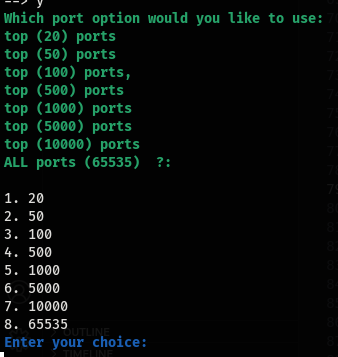 ==> y
Which port option would you like to use:
top (20) ports
top (50) ports
top (100) ports,
top (500) ports
top (1000) ports
top (5000) ports
top (10000) ports
ALL ports (65535)  ?:
1. 20
2. 50
3. 100
4. 500
5. 1000
6. 5000
7. 10000
8. 65535
OUTLINE
Enter your choice:
TIMELINE